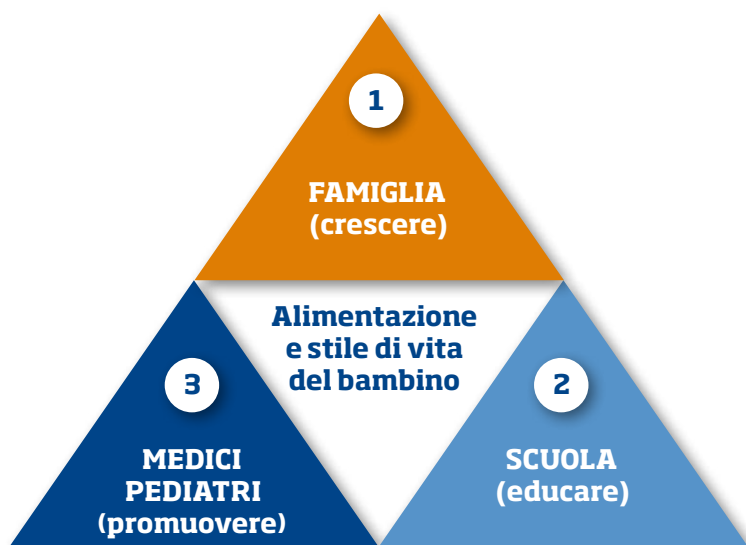 1
FAMIGLIA
(crescere)
Alimentazione
e stile di vita
del bambino
3
MEDICI
PEDIATRI
(promuovere)
2
SCUOLA
(educare)